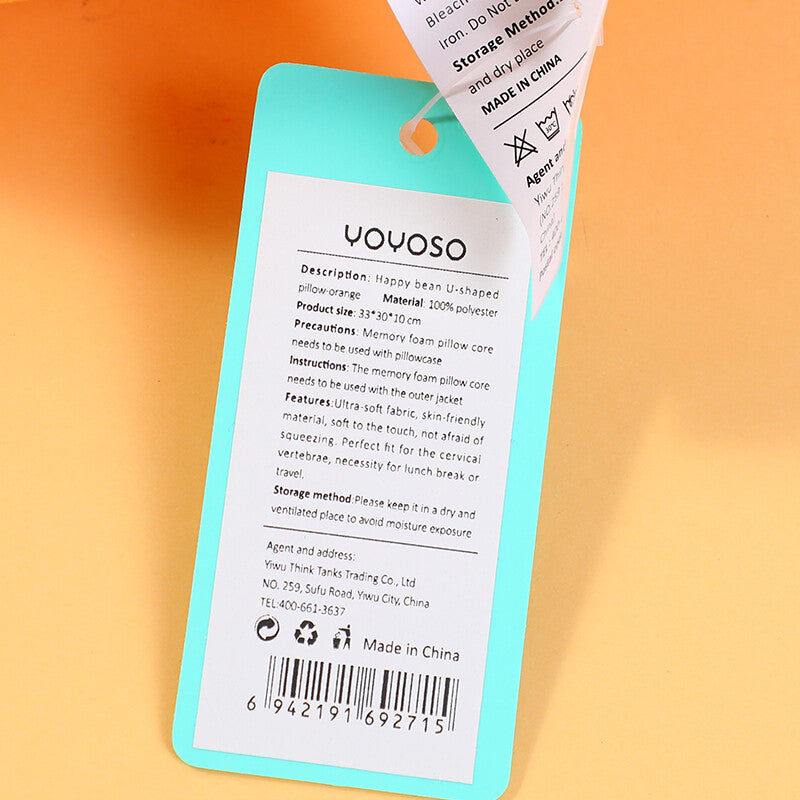 Bleach
Iron. Do Not
Storage Method
and dry place
MADE IN CHINA
30°C
Agent and
YOYOSO
Description: Happy bean U-shaped
pillow-orange Material: 100% polyester
Product size: 33*30*10 cm
Precautions: Memory foam pillow core
needs to be used with pillowcase
Instructions: The memory foam pillow core
needs to be used with the outer jacket
Features:Ultra-soft fabric, skin-friendly
material, soft to the touch, not afraid of
squeezing. Perfect fit for the cervical
vertebrae, necessity for lunch break or
travel.
Storage method:Please keep it in a dry and
ventilated place to avoid moisture exposure
Agent and address:
Yiwu Think Tanks Trading Co., Ltd
NO. 259, Sufu Road, Yiwu City, China
TEL:400-661-3637
Made in China
6 942191 692715